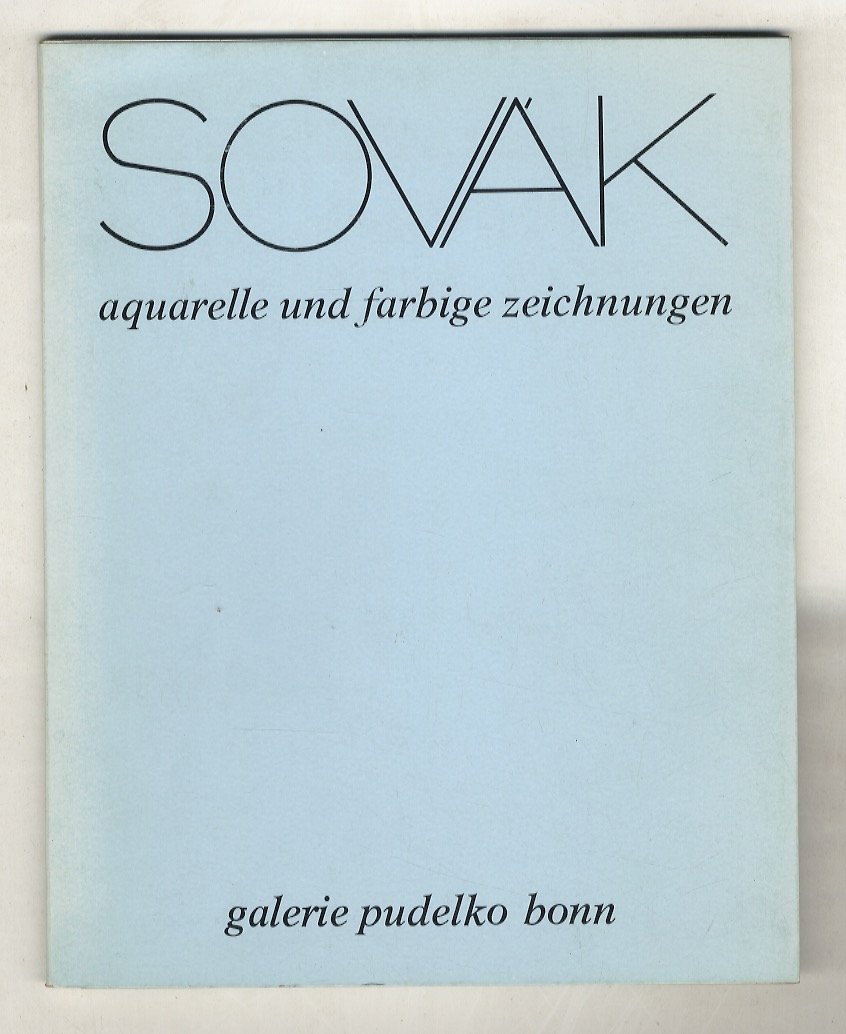 SOVÁK
aquarelle und farbige zeichnungen
galerie pudelko bonn